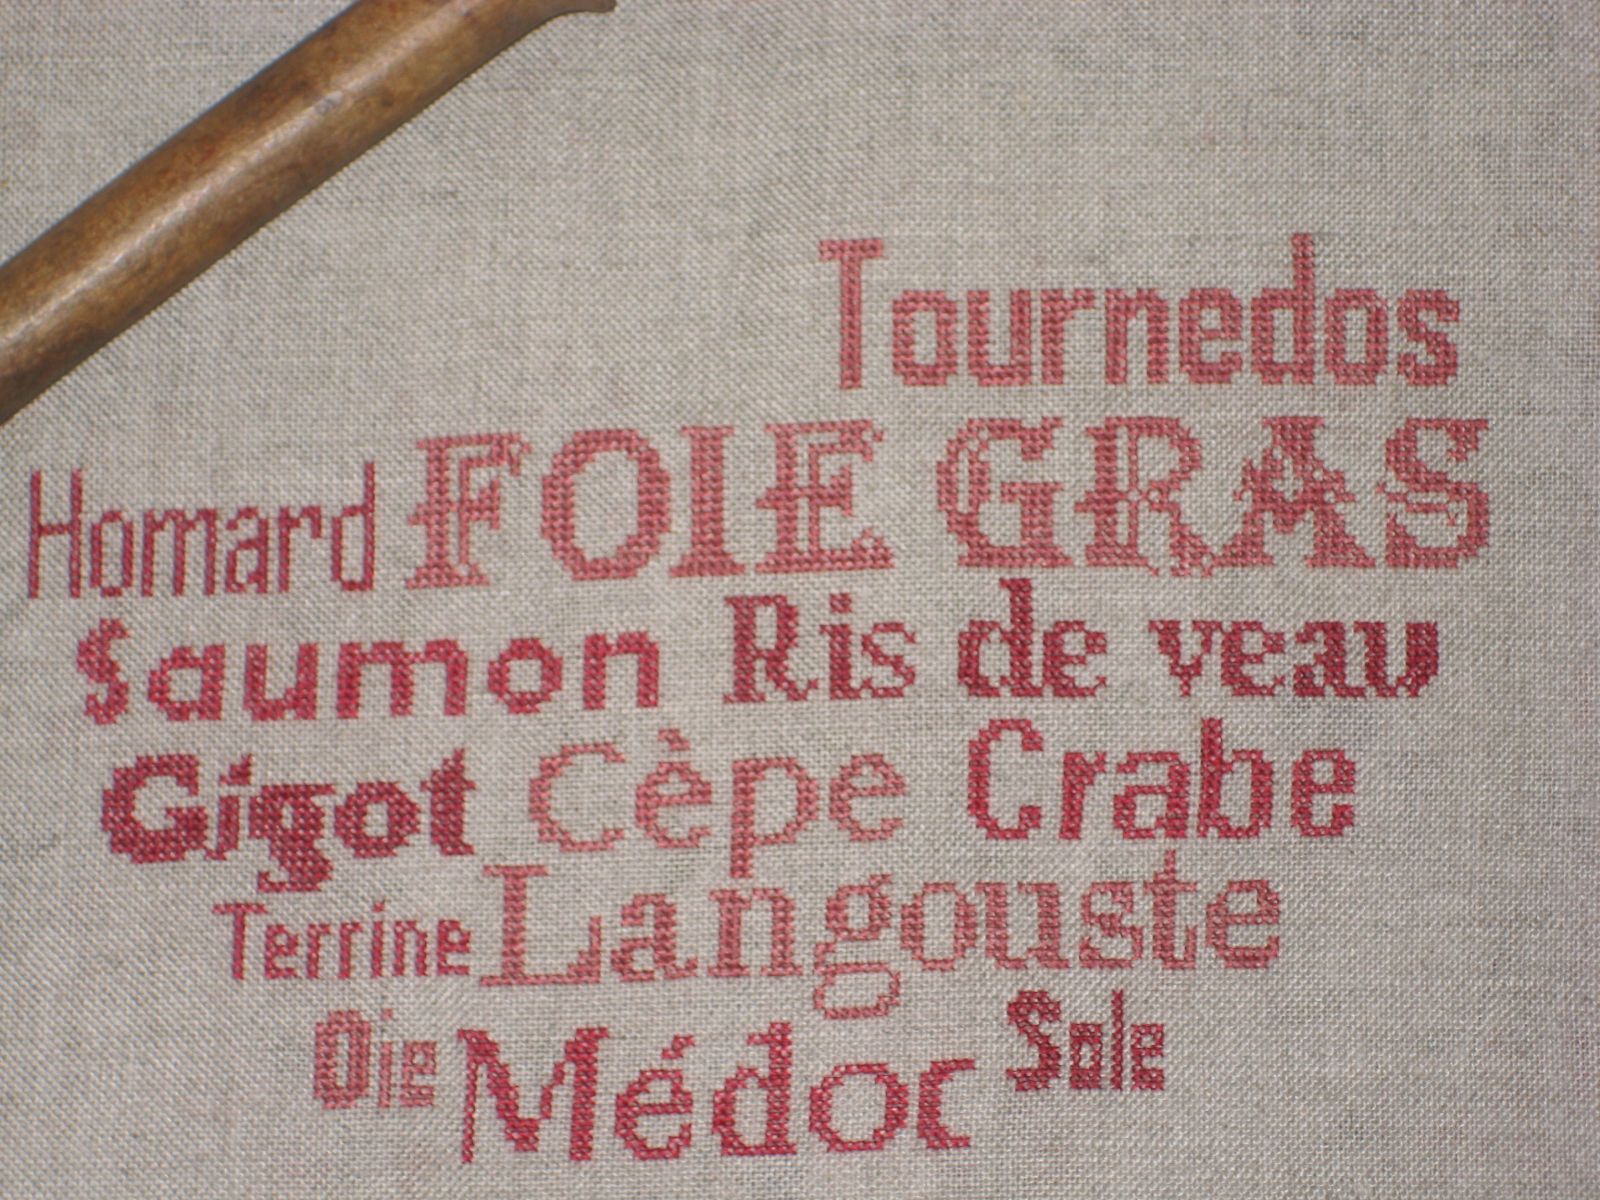 Tournedos
Homard FOIE GRAS
Saumon Ris de veau
Gigot Cèpe Crabe
Terrine Langouste
Oie Médoc Sole